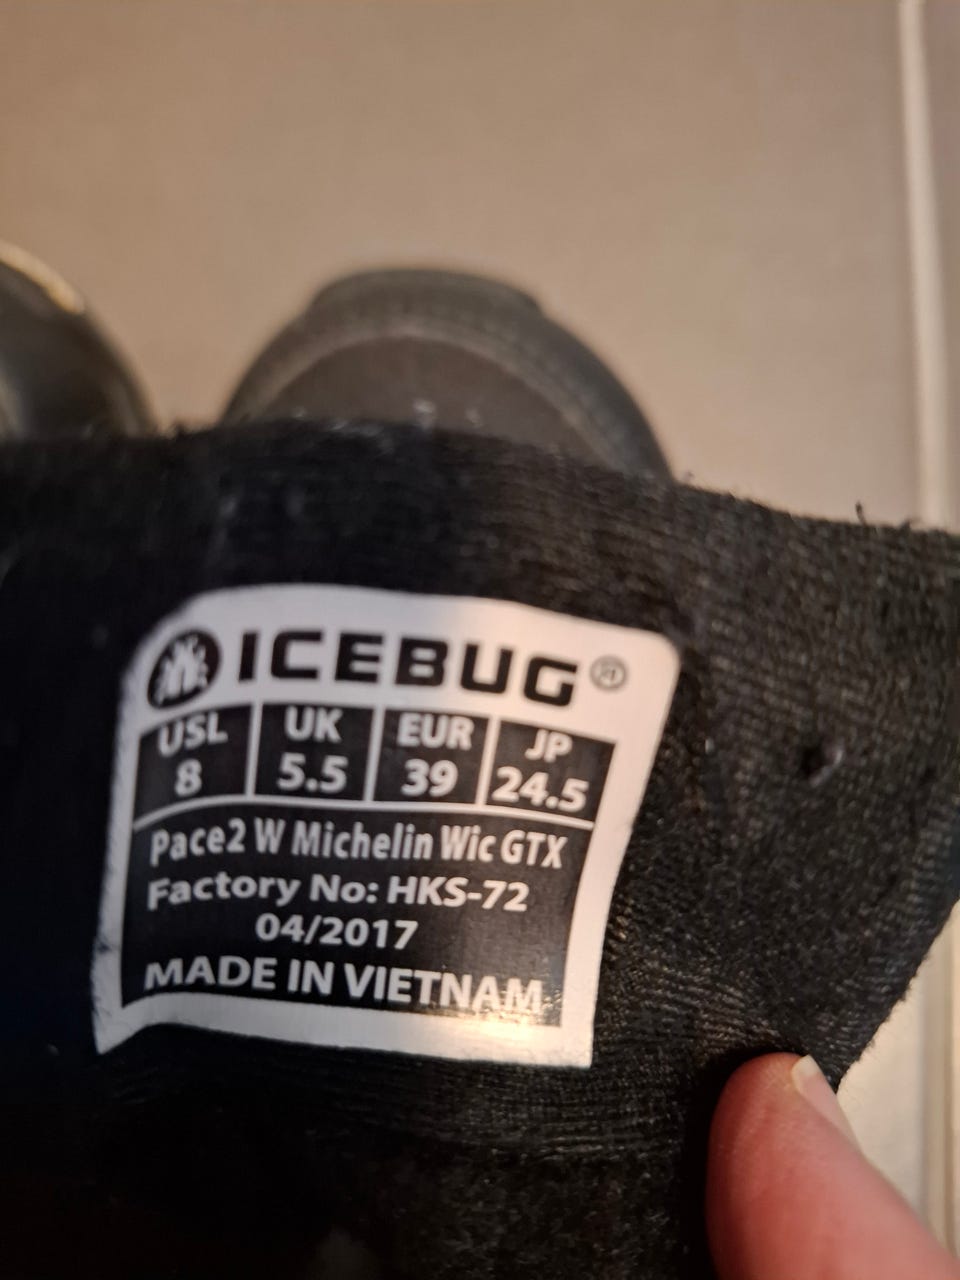 ICEBUG®
USL UK EUR JP
8 5.5 39 24.5
Pace2 W Michelin Wic GTX
Factory No: HKS-72
04/2017
MADE IN VIETNAM